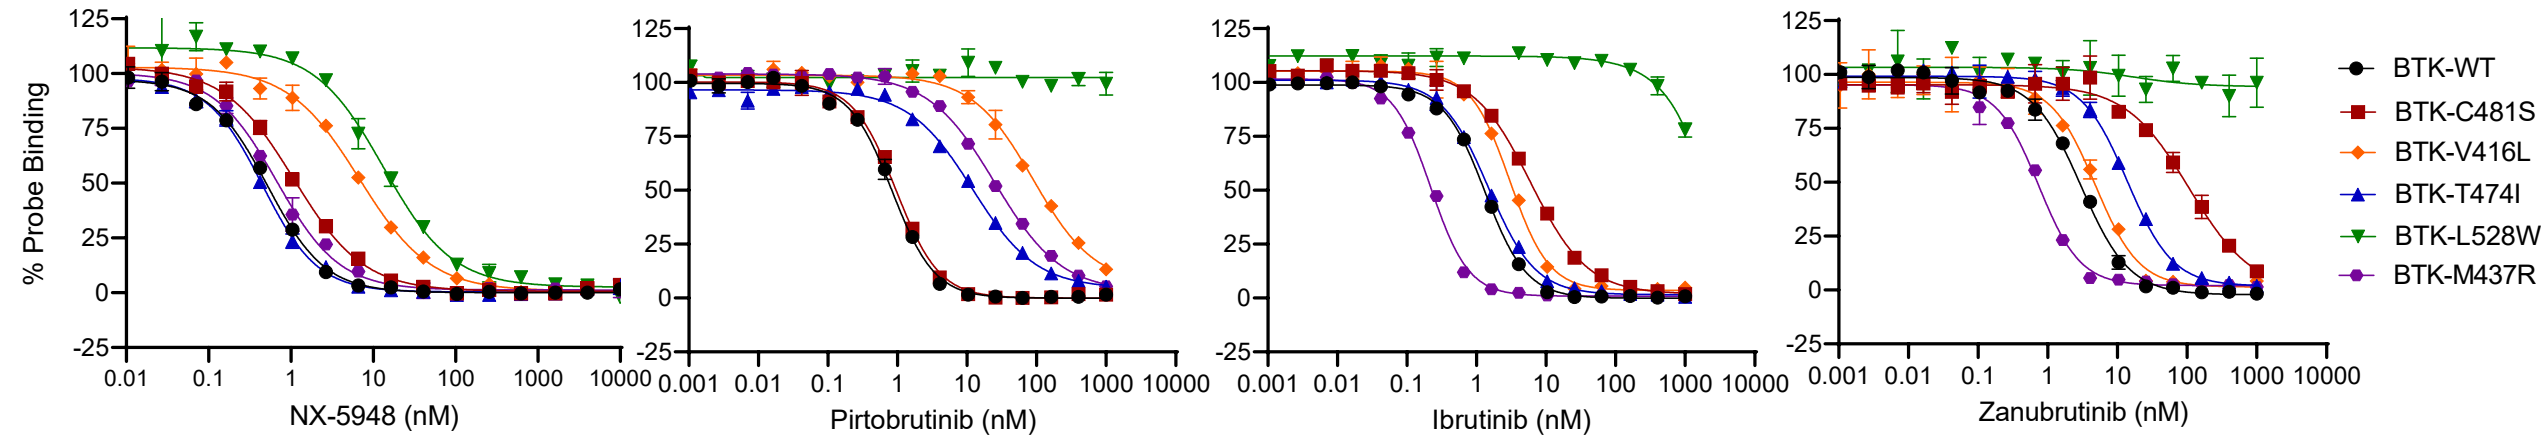 % Probe Binding
125
100
75
50
25
0
-25
0.01 0.1 1 10 100 1000 10000
NX-5948 (nM)
125
100
75
50
25
0
-25
0.001 0.01 0.1 1 10 100 1000 10000
Pirtobrutinib (nM)
125
100
75
50
25
0
-25
0.001 0.01 0.1 1 10 100 1000 10000
Ibrutinib (nM)
125
100
75
50
25
0
-25
0.001 0.01 0.1 1 10 100 1000 10000
Zanubrutinib (nM)
BTK-WT
BTK-C481S
BTK-V416L
BTK-T474I
BTK-L528W
BTK-M437R